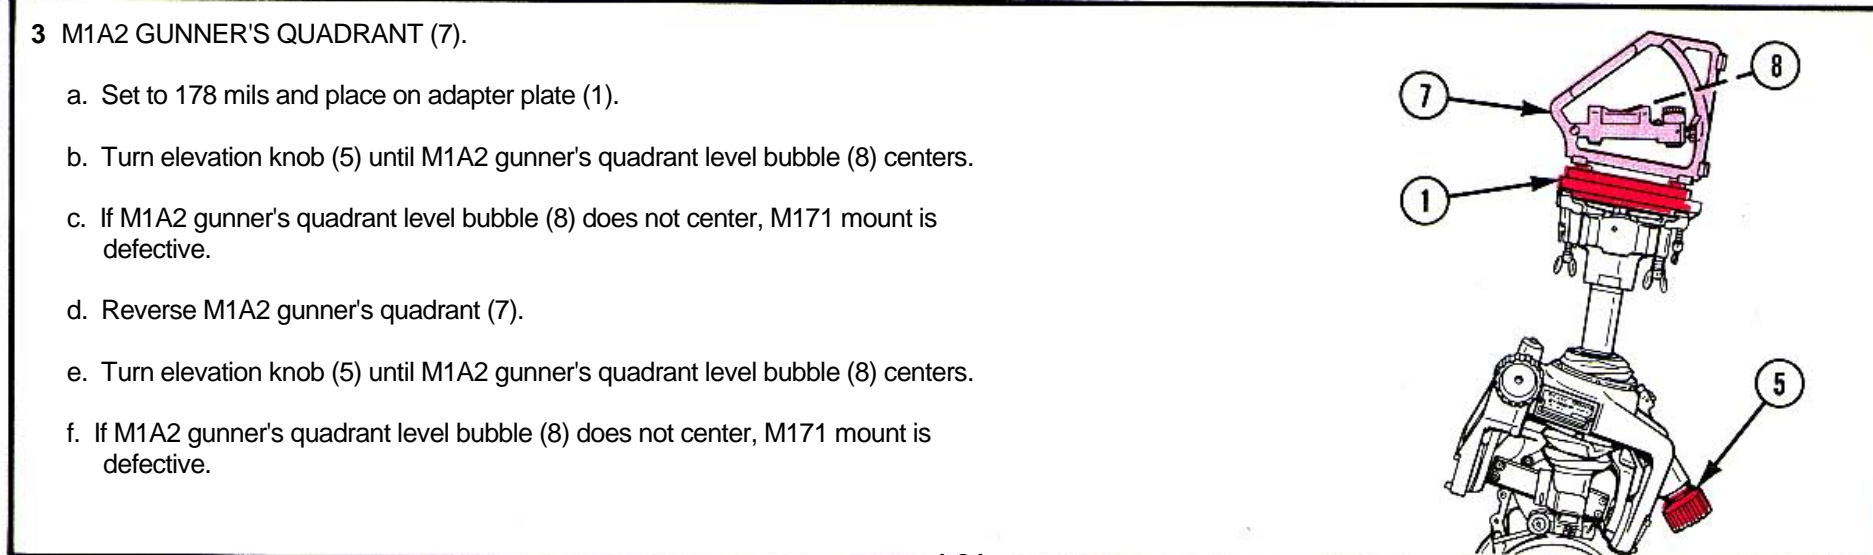 3 M1A2 GUNNER'S QUADRANT (7).
a. Set to 178 mils and place on adapter plate (1).
b. Turn elevation knob (5) until M1A2 gunner's quadrant level bubble (8) centers.
c. If M1A2 gunner's quadrant level bubble (8) does not center, M171 mount is
defective.
d. Reverse M1A2 gunner's quadrant (7).
e. Turn elevation knob (5) until M1A2 gunner's quadrant level bubble (8) centers.
f. If M1A2 gunner's quadrant level bubble (8) does not center, M171 mount is
defective.
8
7
1
5